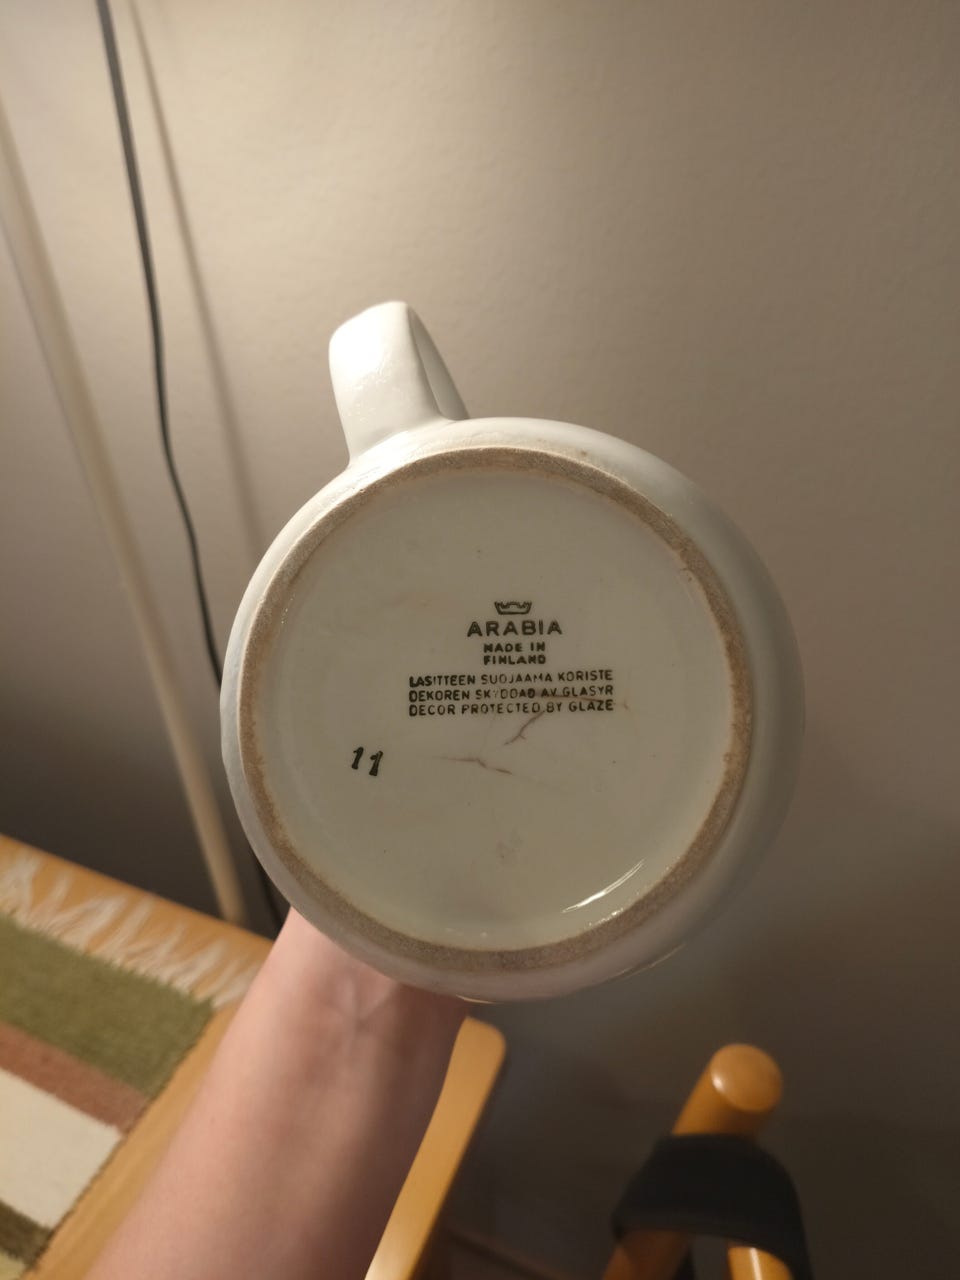 ARABIA
MADE IN
FINLAND
LASITTEEN SUOJAAMA KORISTE
DEKOREN SKYDDAD AV GLASYR
DECOR PROTECTED BY GLAZE
11